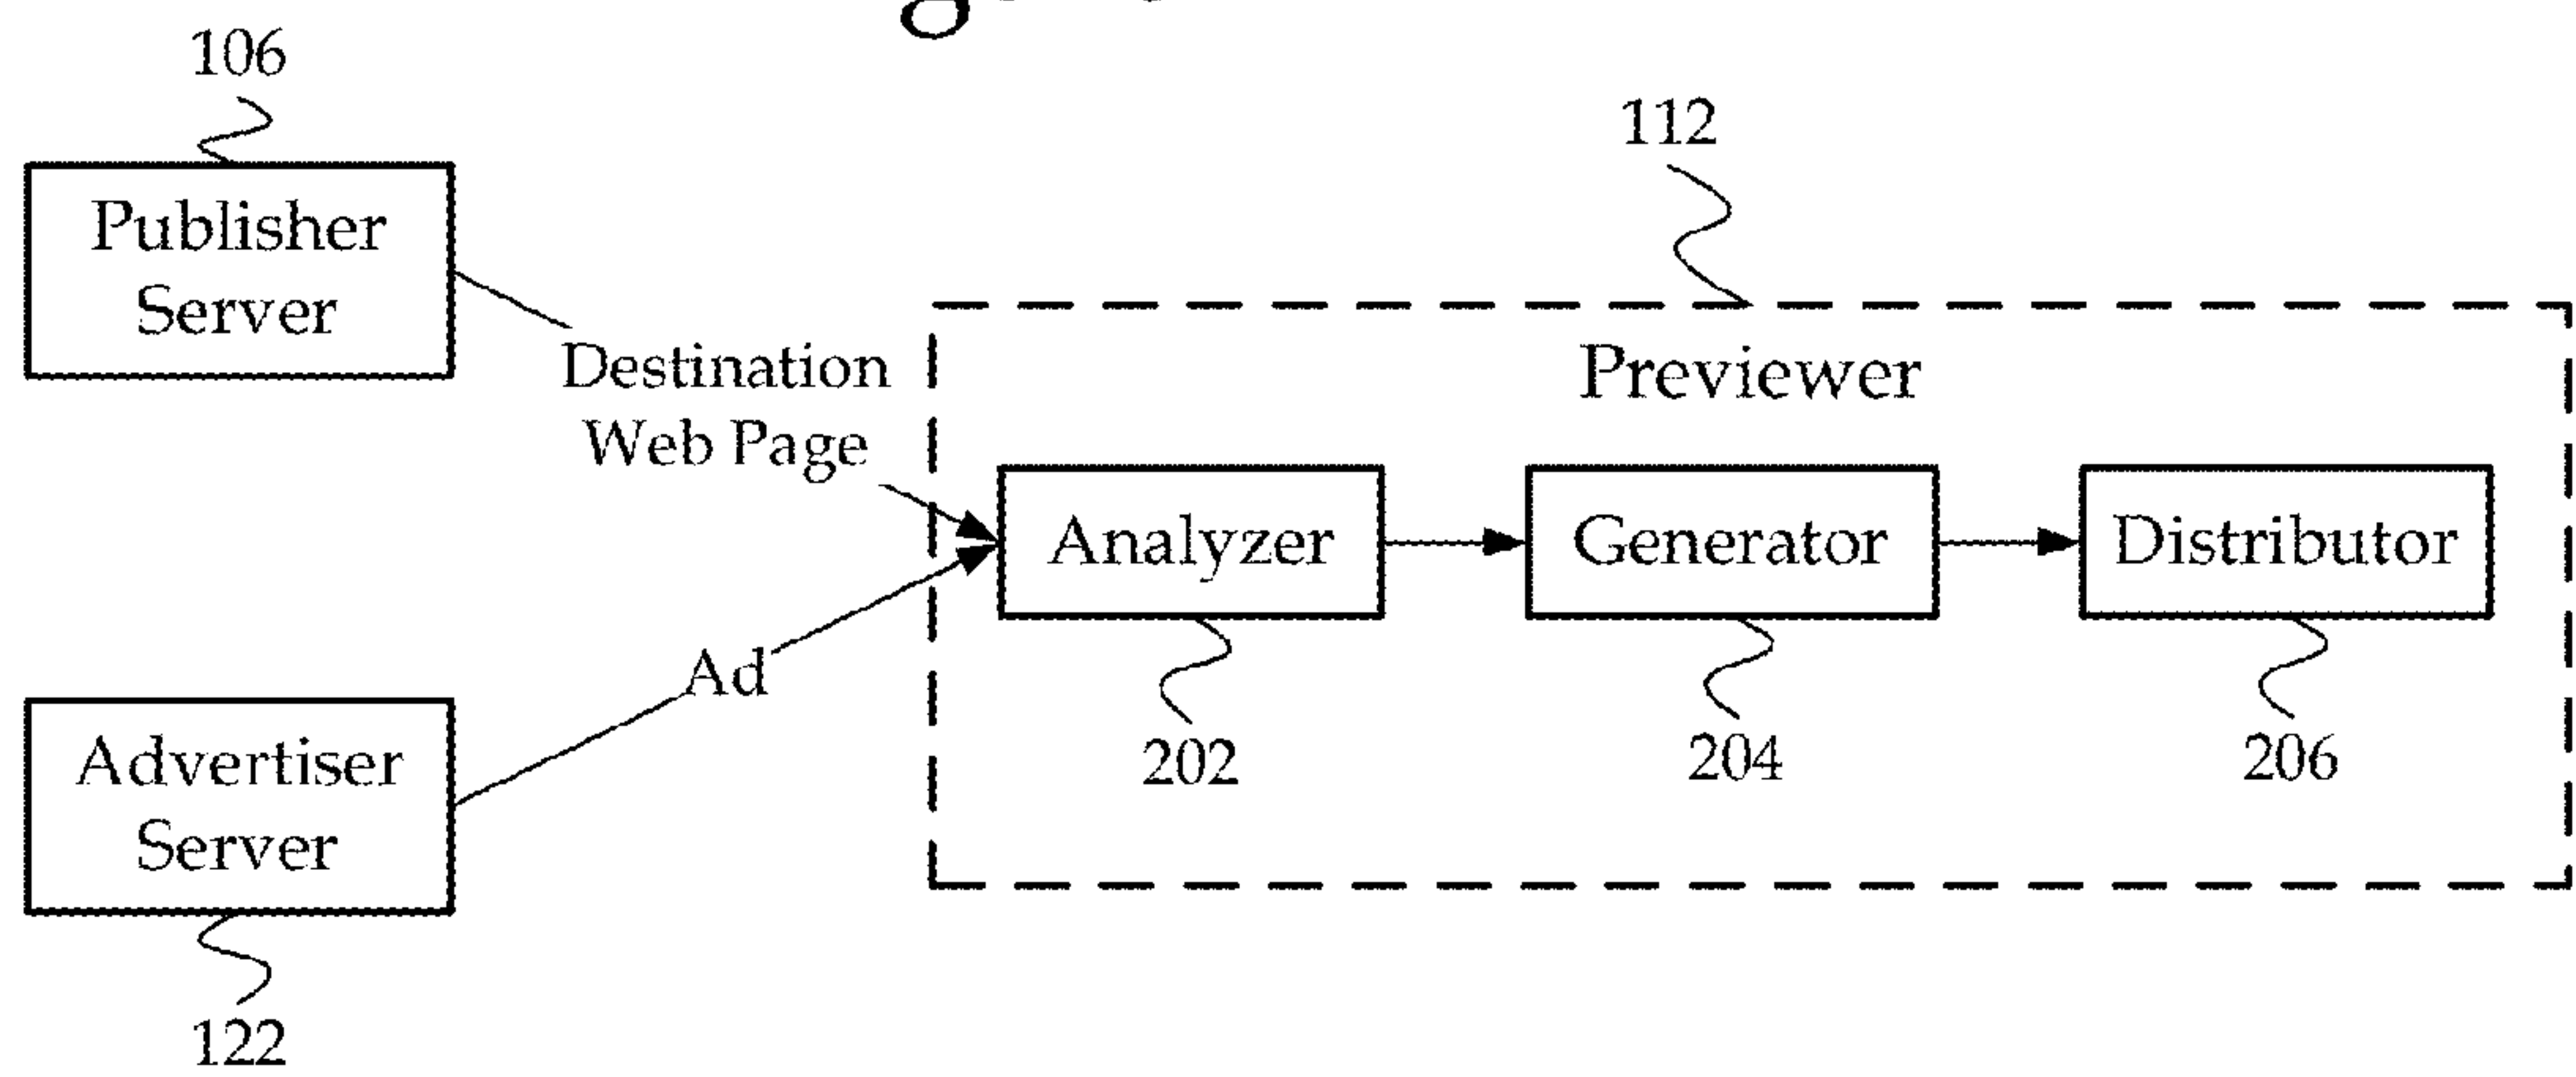 106
112
Publisher
Server
Destination
Web Page
Previewer
Analyzer
Generator
Distributor
Ad
Advertiser
Server
202
204
206
122